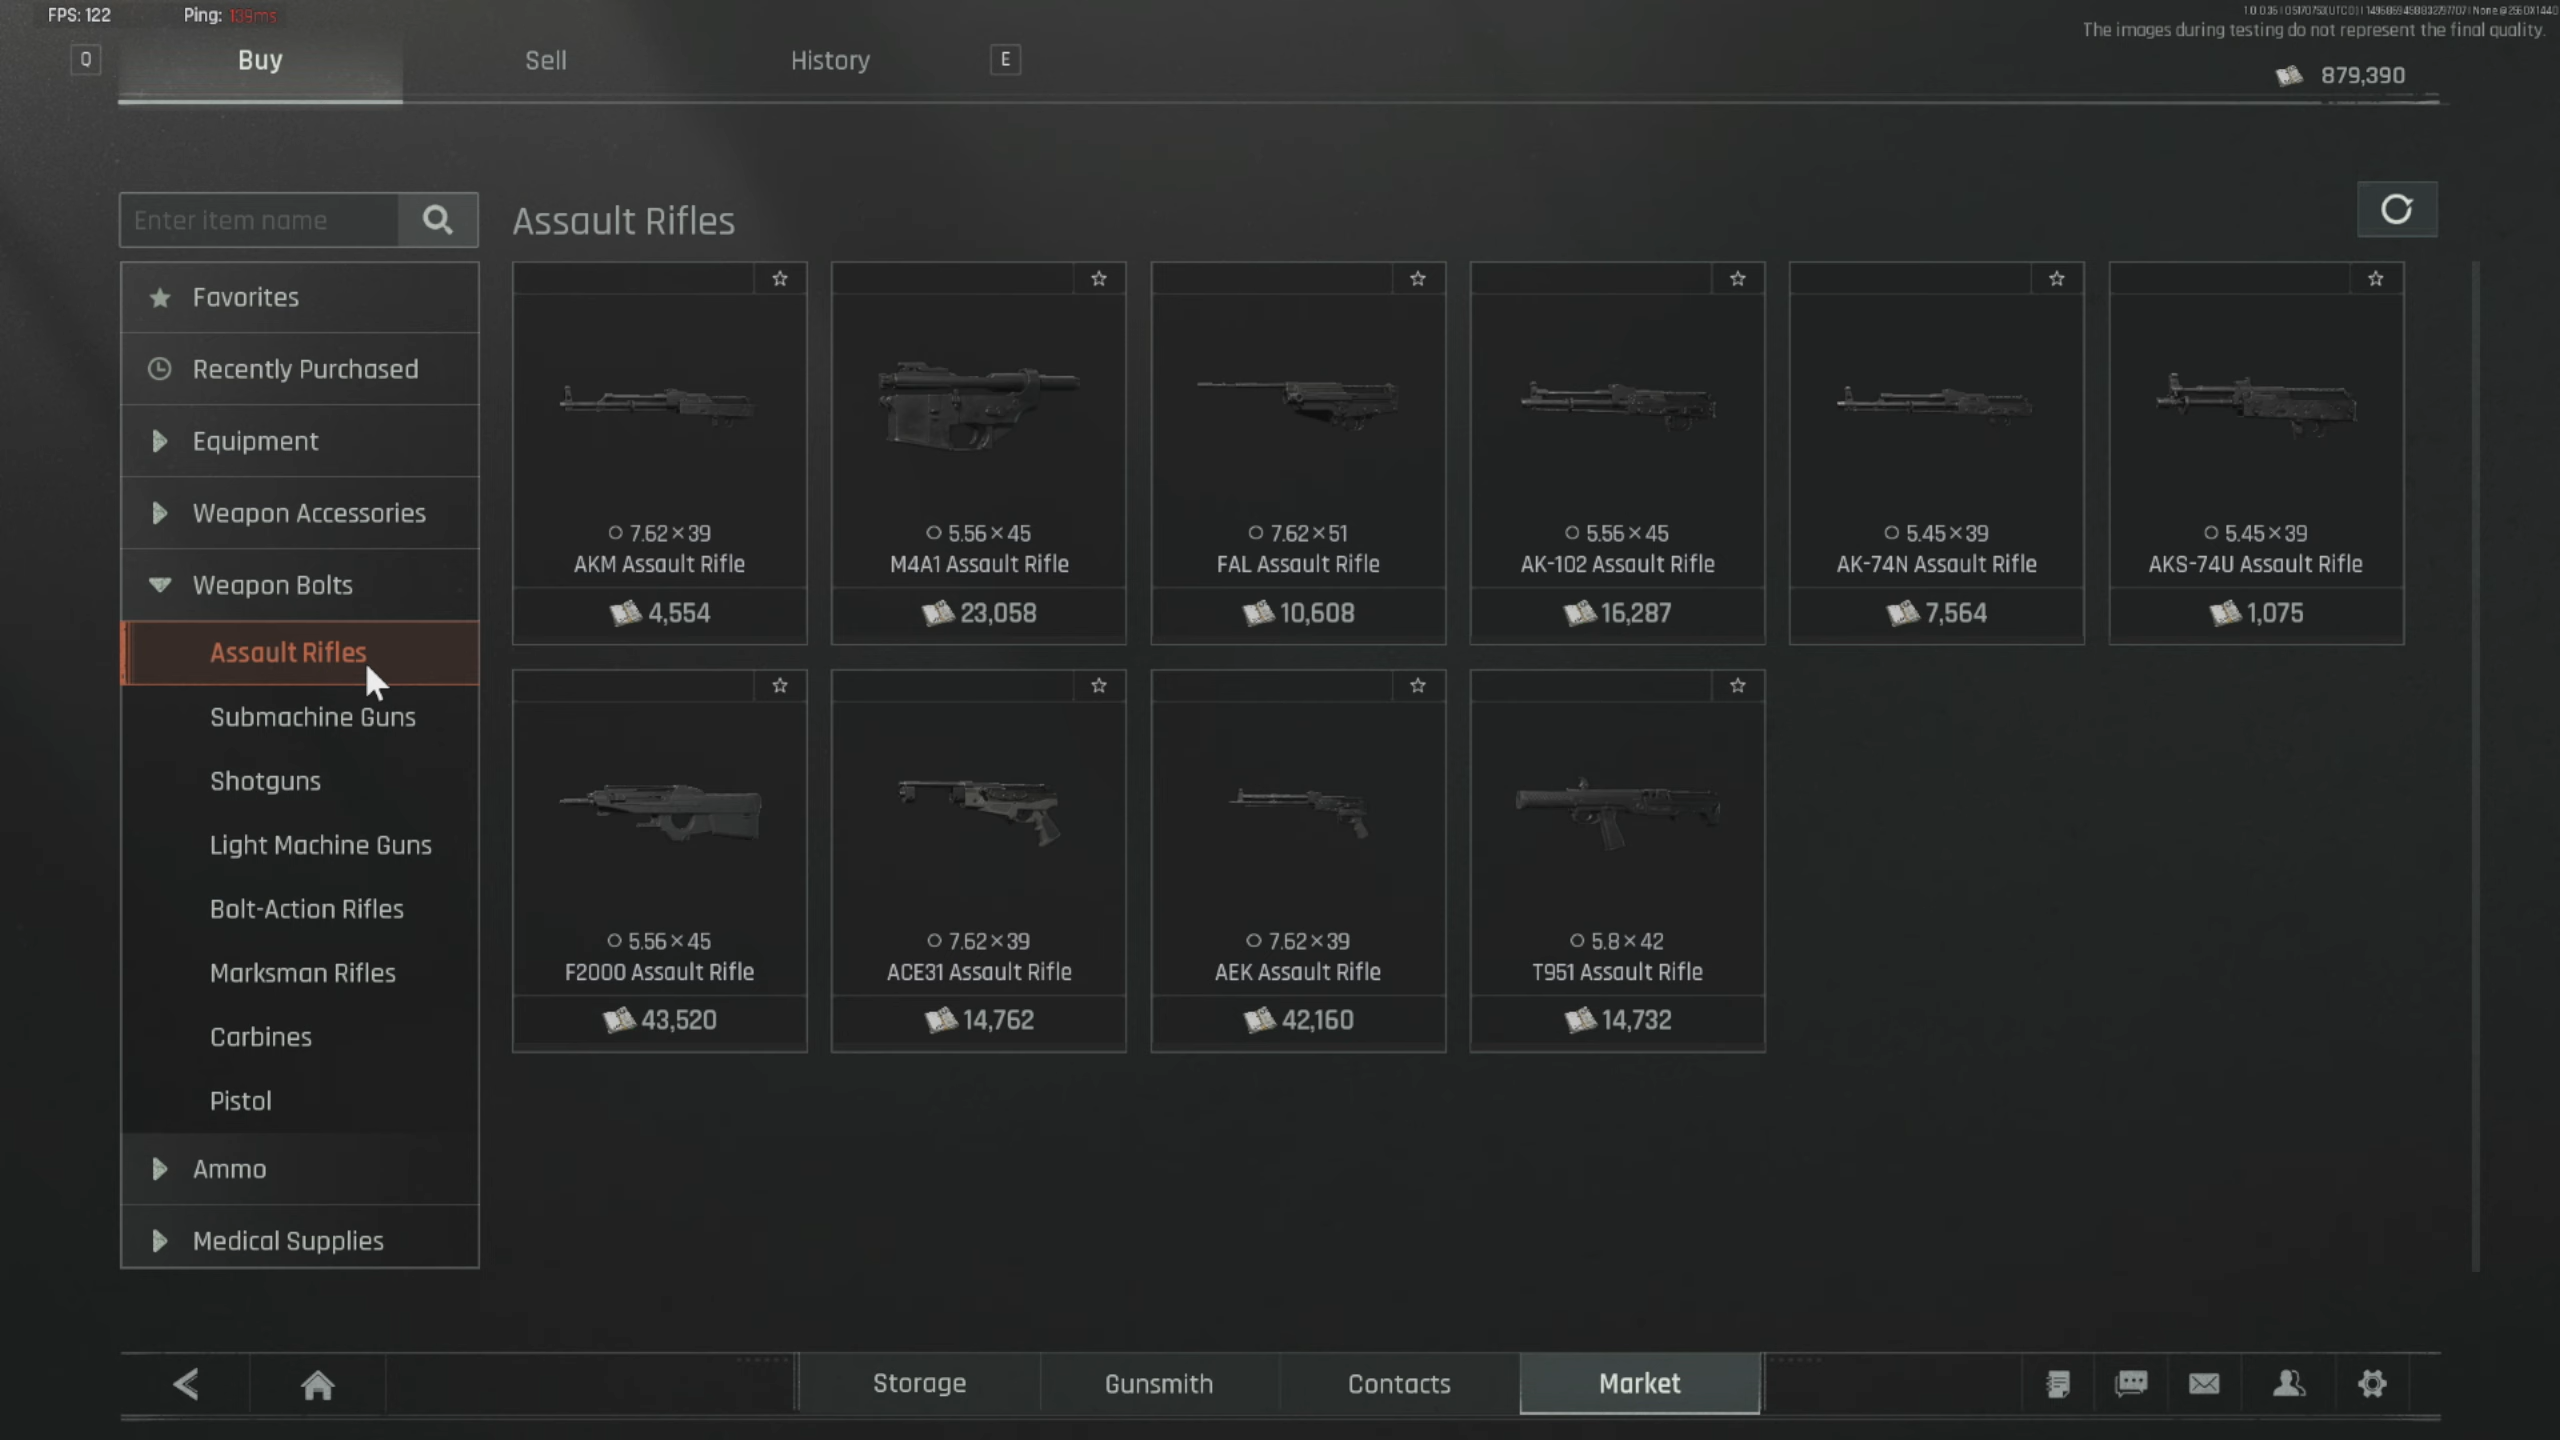 FPS: 122 Ping: 139ms
The images during testing do not represent the final quality.
Q Buy Sell History E
879,390
Enter item name
Assault Rifles
Favorites
Recently Purchased
Equipment
Weapon Accessories
Weapon Bolts
Assault Rifles
Submachine Guns
Shotguns
Light Machine Guns
Bolt-Action Rifles
Marksman Rifles
Carbines
Pistol
Ammo
Medical Supplies
7.62×39
AKM Assault Rifle
4,554
5.56×45
M4A1 Assault Rifle
23,058
7.62×51
FAL Assault Rifle
10,608
5.56×45
AK-102 Assault Rifle
16,287
5.45×39
AK-74N Assault Rifle
7,564
5.45×39
AKS-74U Assault Rifle
1,075
5.56×45
F2000 Assault Rifle
43,520
7.62×39
ACE31 Assault Rifle
14,762
7.62×39
AEK Assault Rifle
42,160
5.8×42
T951 Assault Rifle
14,732
Storage Gunsmith Contacts Market